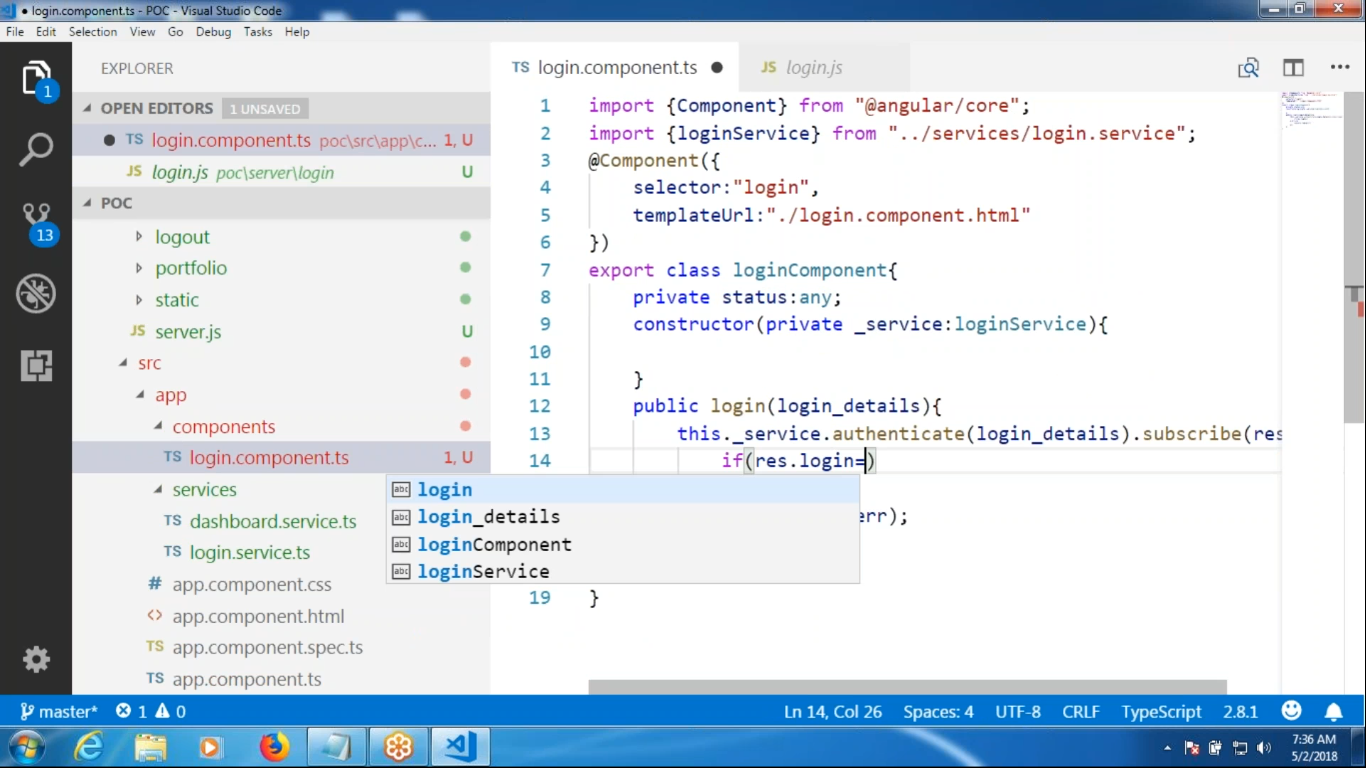 login.component.ts - POC - Visual Studio Code
File Edit Selection View Go Debug Tasks Help
EXPLORER
OPEN EDITORS 1 UNSAVED
TS login.component.ts poc\src\app\c... 1, U
JS login.js poc\server\login U
POC
logout
portfolio
static
JS server.js U
src
app
components
TS login.component.ts 1, U
services
TS dashboard.service.ts
TS login.service.ts
# app.component.css
<> app.component.html
TS app.component.spec.ts
TS app.component.ts
1
13
TS login.component.ts ●
JS login.js
1 import {Component} from "@angular/core";
2 import {loginService} from "../services/login.service";
3 @Component({
4 selector:"login",
5 templateUrl:"./login.component.html"
6 })
7 export class loginComponent{
8 private status:any;
9 constructor(private _service:loginService){
10
11 }
12 public login(login_details){
13 this._service.authenticate(login_details).subscribe(res
14 if(res.login=)
abc login
abc login_details
err);
abc loginComponent
abc loginService
19 }
master* 1 0 Ln 14, Col 26 Spaces: 4 UTF-8 CRLF TypeScript 2.8.1
7:36 AM
5/2/2018